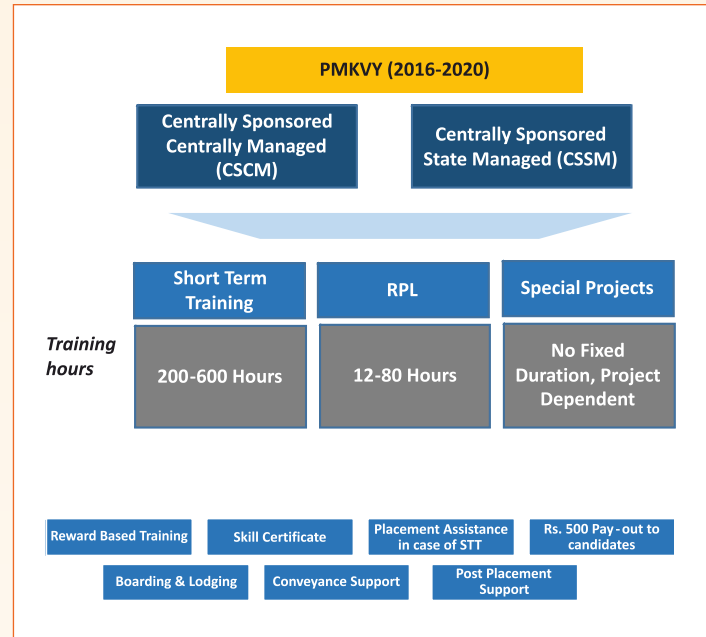 PMKVY (2016-2020)
Centrally Sponsored
Centrally Managed
(CSCM)
Centrally Sponsored
State Managed (CSSM)
Short Term
Training
RPL
Special Projects
Training
hours
200-600 Hours
12-80 Hours
No Fixed
Duration, Project
Dependent
Reward Based Training
Skill Certificate
Placement Assistance
in case of STT
Rs. 500 Pay-out to
candidates
Boarding & Lodging
Conveyance Support
Post Placement
Support